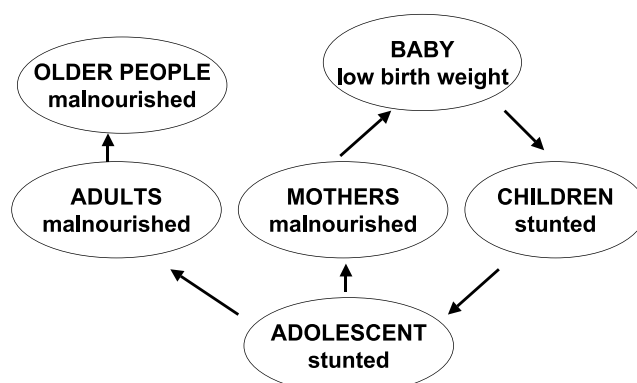 BABY
low birth weight
OLDER PEOPLE
malnourished
ADULTS
malnourished
MOTHERS
malnourished
CHILDREN
stunted
ADOLESCENT
stunted